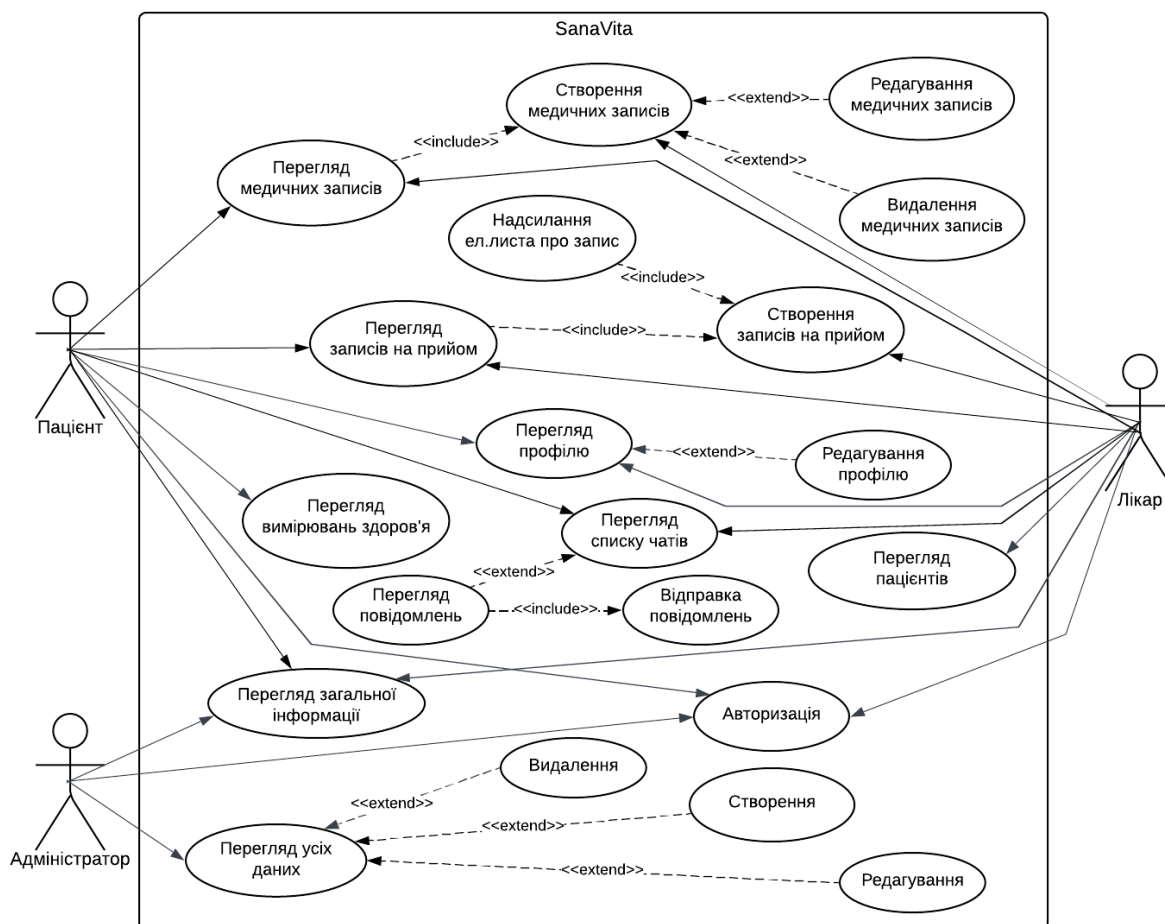 SanaVita
Створення
медичних записів
<<extend>>
Редагування
медичних записів
<<include>>
<<extend>>
Перегляд
медичних записів
Видалення
медичних записів
Надсилання
ел.листа про запис
<<include>>
Створення
записів на прийом
Перегляд
записів на прийом
<<include>>
Пацієнт
Перегляд
профілю
<<extend>>
Редагування
профілю
Лікар
Перегляд
вимірювань здоров'я
Перегляд
списку чатів
Перегляд
пацієнтів
<<extend>>
Перегляд
повідомлень
<<include>>
Відправка
повідомлень
Перегляд загальної
інформації
Авторизація
Видалення
<<extend>>
Створення
<<extend>>
Адміністратор
Перегляд усіх
даних
<<extend>>
Редагування